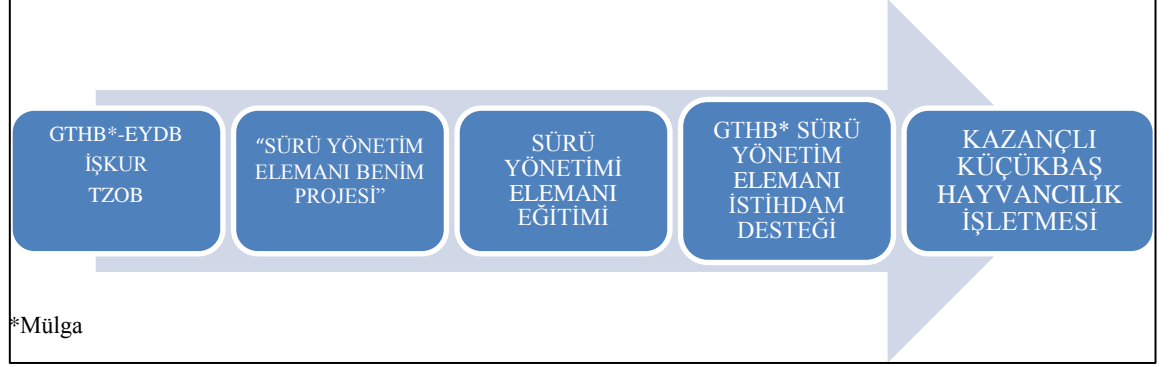 GTHB*-EYDB
İŞKUR
TZOB
“SÜRÜ YÖNETİM
ELEMANI BENİM
PROJESİ”
SÜRÜ
YÖNETİMİ
ELEMANI
EĞİTİMİ
GTHB* SÜRÜ
YÖNETİM
ELEMANI
İSTİHDAM
DESTEĞİ
KAZANÇLI
KÜÇÜKBAŞ
HAYVANCILIK
İŞLETMESİ
*Mülga